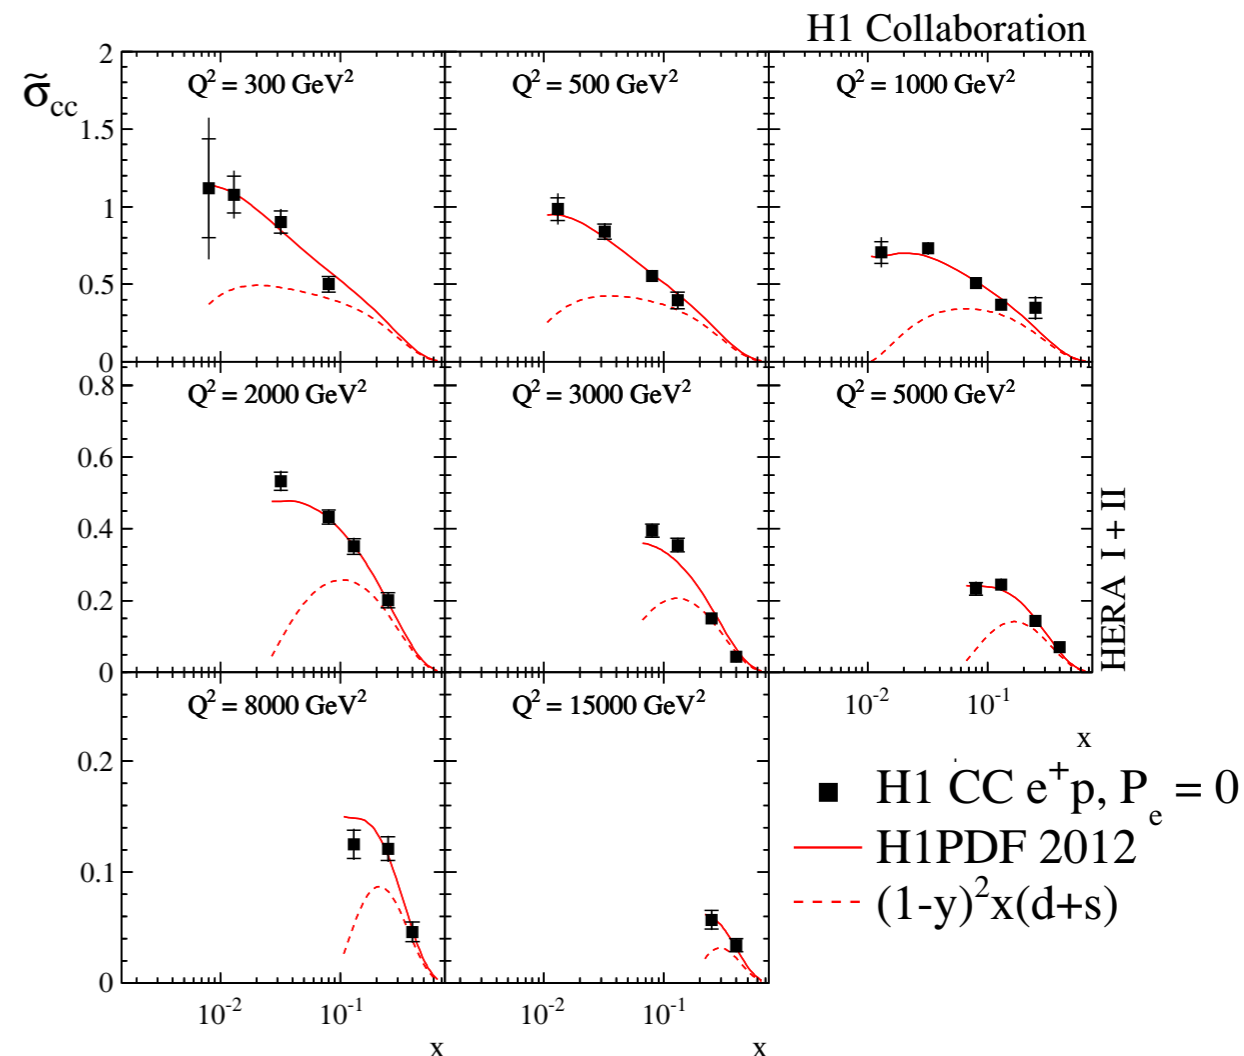 H1 Collaboration
σ̃cc
Q² = 300 GeV²
Q² = 500 GeV²
Q² = 1000 GeV²
2
1.5
1
0.5
0
Q² = 2000 GeV²
Q² = 3000 GeV²
Q² = 5000 GeV²
0.8
0.6
0.4
0.2
0
HERA I + II
10⁻² 10⁻¹
x
Q² = 8000 GeV²
Q² = 15000 GeV²
0.2
0.1
0
10⁻² 10⁻¹
x
10⁻² 10⁻¹
x
H1 CC e⁺p, Pₑ = 0
H1PDF 2012
(1-y)²x(d+s)